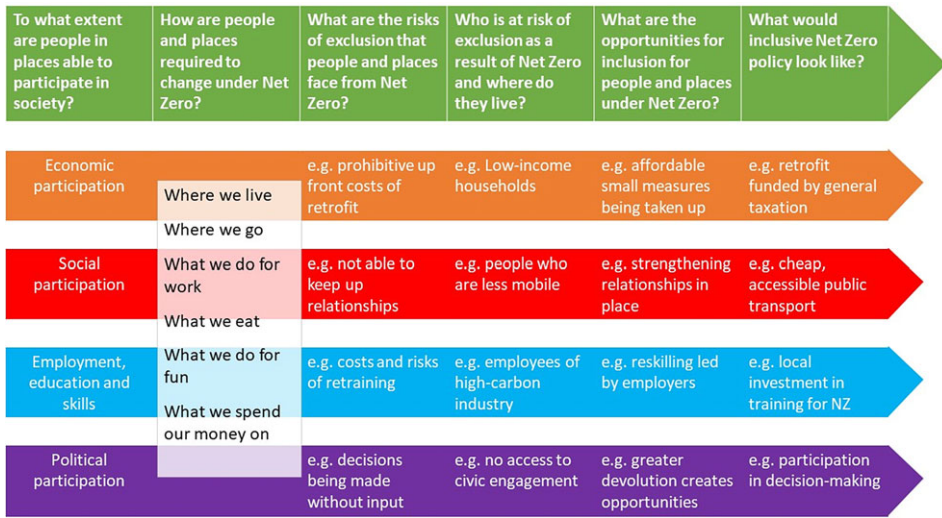 To what extent
are people in
places able to
participate in
society?
How are people
and places
required to
change under Net
Zero?
What are the risks
of exclusion that
people and places
face from Net
Zero?
Who is at risk of
exclusion as a
result of Net Zero
and where do
they live?
What are the
opportunities for
inclusion for
people and places
under Net Zero?
What would
inclusive Net Zero
policy look like?
Economic
participation
e.g. prohibitive up
front costs of
retrofit
e.g. Low-income
households
e.g. affordable
small measures
being taken up
e.g. retrofit
funded by general
taxation
Where we live
Where we go
What we do for
work
What we eat
What we do for
fun
What we spend
our money on
Social
participation
e.g. not able to
keep up
relationships
e.g. people who
are less mobile
e.g. strengthening
relationships in
place
e.g. cheap,
accessible public
transport
Employment,
education and
skills
e.g. costs and risks
of retraining
e.g. employees of
high-carbon
industry
e.g. reskilling led
by employers
e.g. local
investment in
training for NZ
Political
participation
e.g. decisions
being made
without input
e.g. no access to
civic engagement
e.g. greater
devolution creates
opportunities
e.g. participation
in decision-making